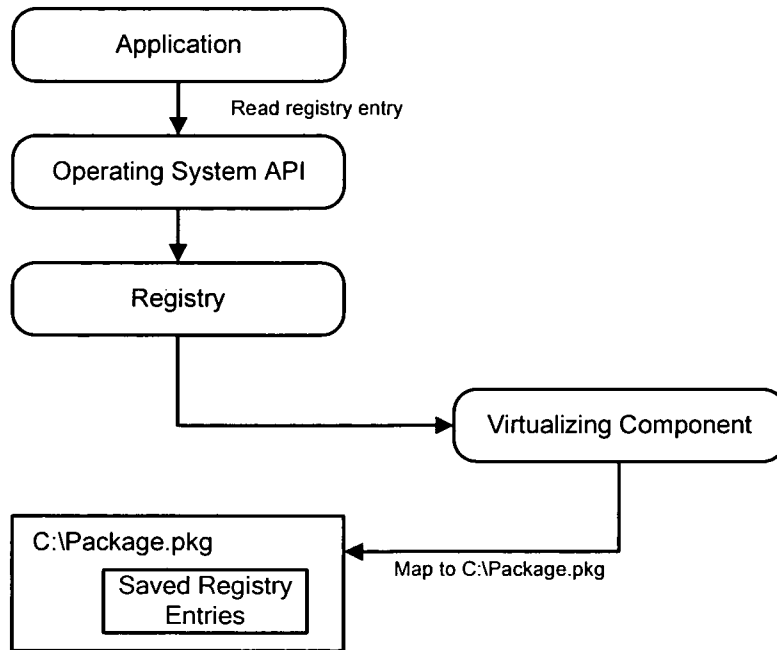 Application
Read registry entry
Operating System API
Registry
Virtualizing Component
C:\Package.pkg
Map to C:\Package.pkg
Saved Registry
Entries